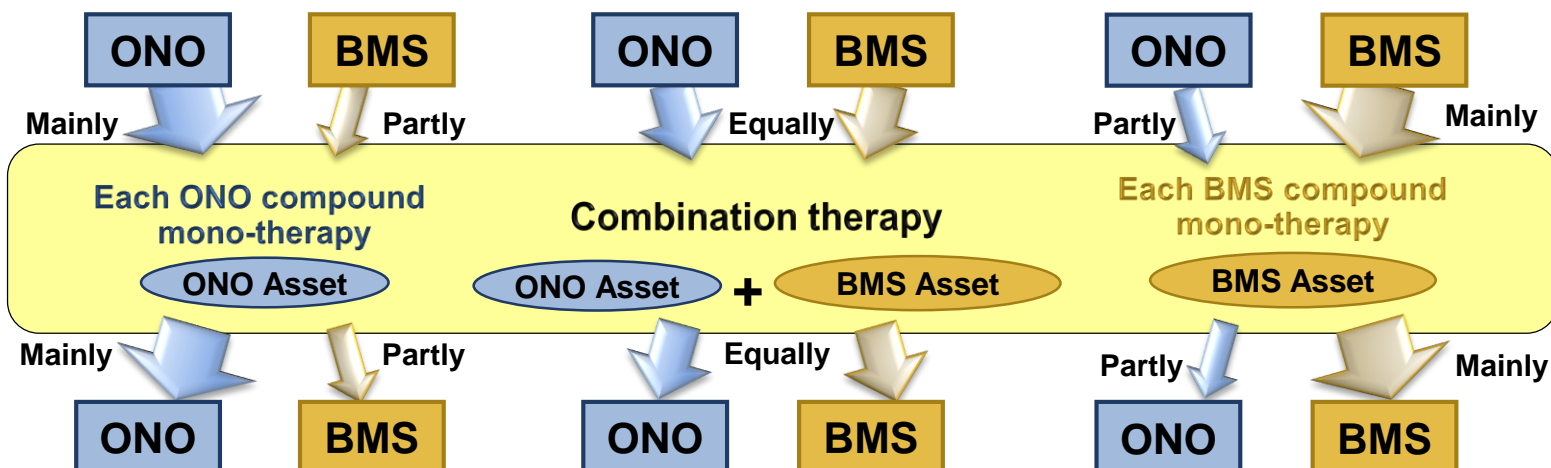 ONO BMS ONO BMS ONO BMS
Mainly Partly Equally Partly Mainly
Each ONO compound
mono-therapy
Combination therapy
Each BMS compound
mono-therapy
ONO Asset ONO Asset + BMS Asset BMS Asset
Mainly Partly Equally Partly Mainly
ONO BMS ONO BMS ONO BMS